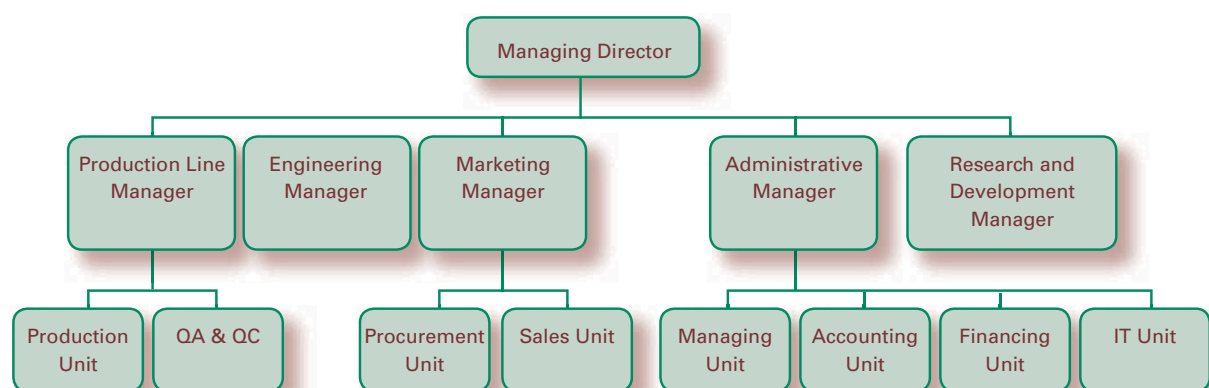 Managing Director
Production Line
Manager
Engineering
Manager
Marketing
Manager
Administrative
Manager
Research and
Development
Manager
Production
Unit
QA & QC
Procurement
Unit
Sales Unit
Managing
Unit
Accounting
Unit
Financing
Unit
IT Unit